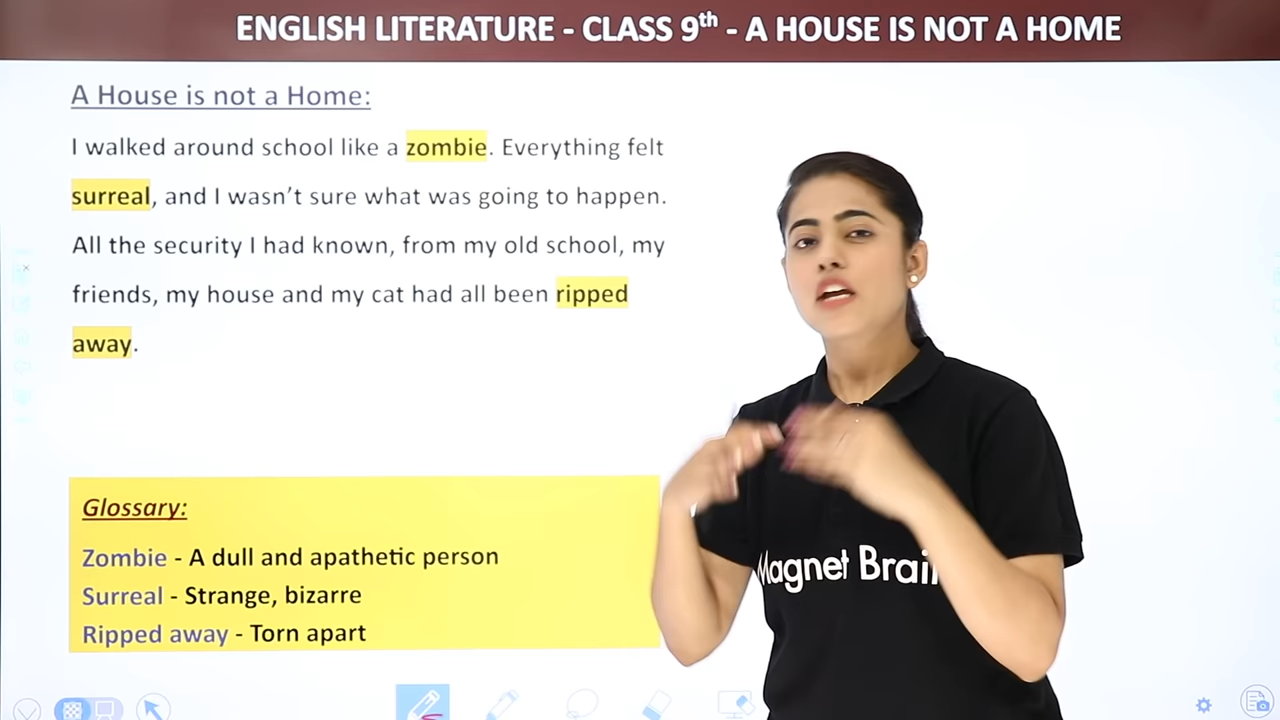 ENGLISH LITERATURE - CLASS 9th - A HOUSE IS NOT A HOME
A House is not a Home:
I walked around school like a zombie. Everything felt
surreal, and I wasn’t sure what was going to happen.
All the security I had known, from my old school, my
friends, my house and my cat had all been ripped
away.
Glossary:
Zombie - A dull and apathetic person
Surreal - Strange, bizarre
Ripped away - Torn apart
Magnet Brai